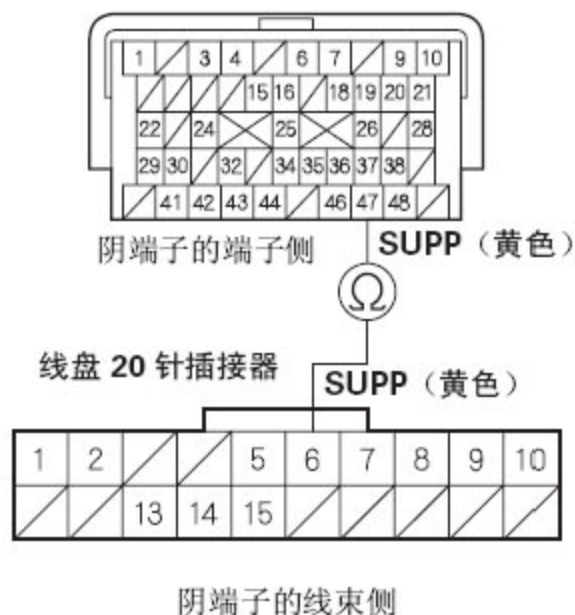 1 3 4 6 7 9 10
15 16 18 19 20 21
22 24 25 26 28
29 30 32 34 35 36 37 38
41 42 43 44 46 47 48
阴端子的端子侧
SUPP（黄色）
Ω
线盘 20 针插接器
SUPP（黄色）
1 2 5 6 7 8 9 10
13 14 15
阴端子的线束侧